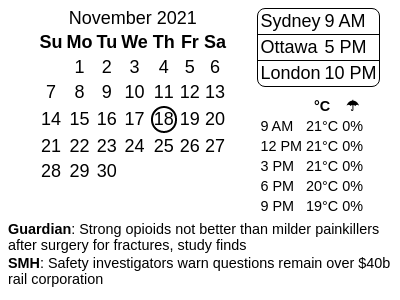 November 2021
Su Mo Tu We Th Fr Sa
1 2 3 4 5 6
7 8 9 10 11 12 13
14 15 16 17 18 19 20
21 22 23 24 25 26 27
28 29 30
Sydney 9 AM
Ottawa 5 PM
London 10 PM
°C ☂
9 AM 21°C 0%
12 PM 21°C 0%
3 PM 21°C 0%
6 PM 20°C 0%
9 PM 19°C 0%
Guardian: Strong opioids not better than milder painkillers
after surgery for fractures, study finds
SMH: Safety investigators warn questions remain over $40b
rail corporation